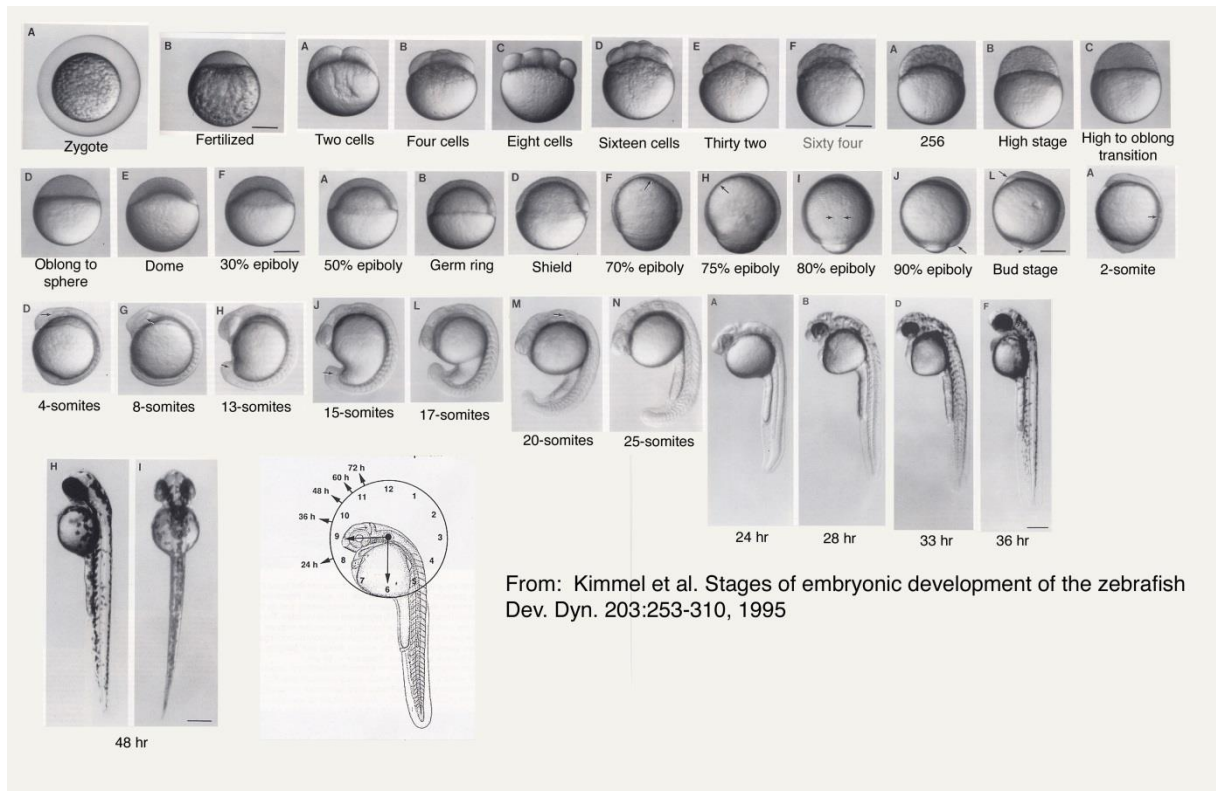 A
B
A
B
C
D
E
F
A
B
C
Zygote
Fertilized
Two cells
Four cells
Eight cells
Sixteen cells
Thirty two
Sixty four
256
High stage
High to oblong
transition
D
E
F
A
B
D
F
H
I
J
L
A
Oblong to
sphere
Dome
30% epiboly
50% epiboly
Germ ring
Shield
70% epiboly
75% epiboly
80% epiboly
90% epiboly
Bud stage
2-somite
D
G
H
J
L
M
N
A
B
D
F
4-somites
8-somites
13-somites
15-somites
17-somites
20-somites
25-somites
24 hr
28 hr
33 hr
36 hr
H
I
48 hr
72 h
60 h
48 h
36 h
24 h
12
1
2
3
4
5
6
7
8
9
10
11
From: Kimmel et al. Stages of embryonic development of the zebrafish
Dev. Dyn. 203:253-310, 1995